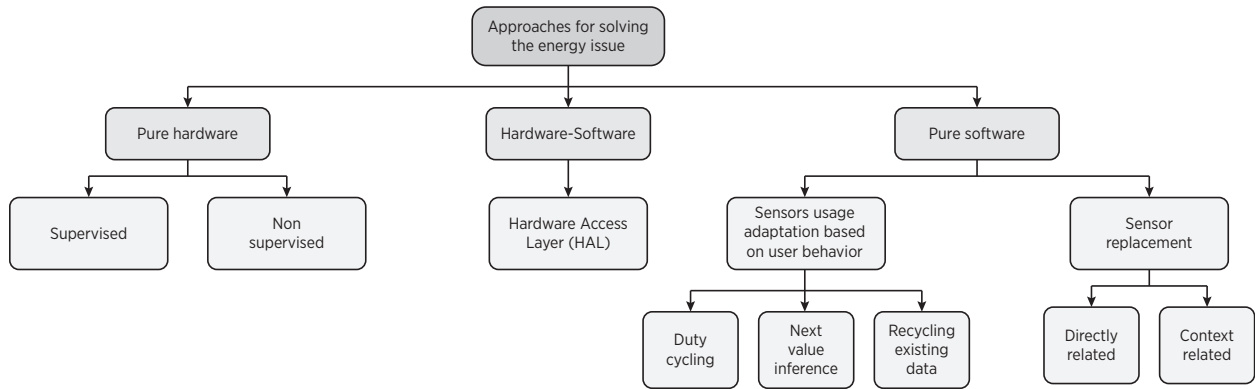 Approaches for solving
the energy issue
Pure hardware
Hardware-Software
Pure software
Supervised
Non
supervised
Hardware Access
Layer (HAL)
Sensors usage
adaptation based
on user behavior
Sensor
replacement
Duty
cycling
Next
value
inference
Recycling
existing
data
Directly
related
Context
related